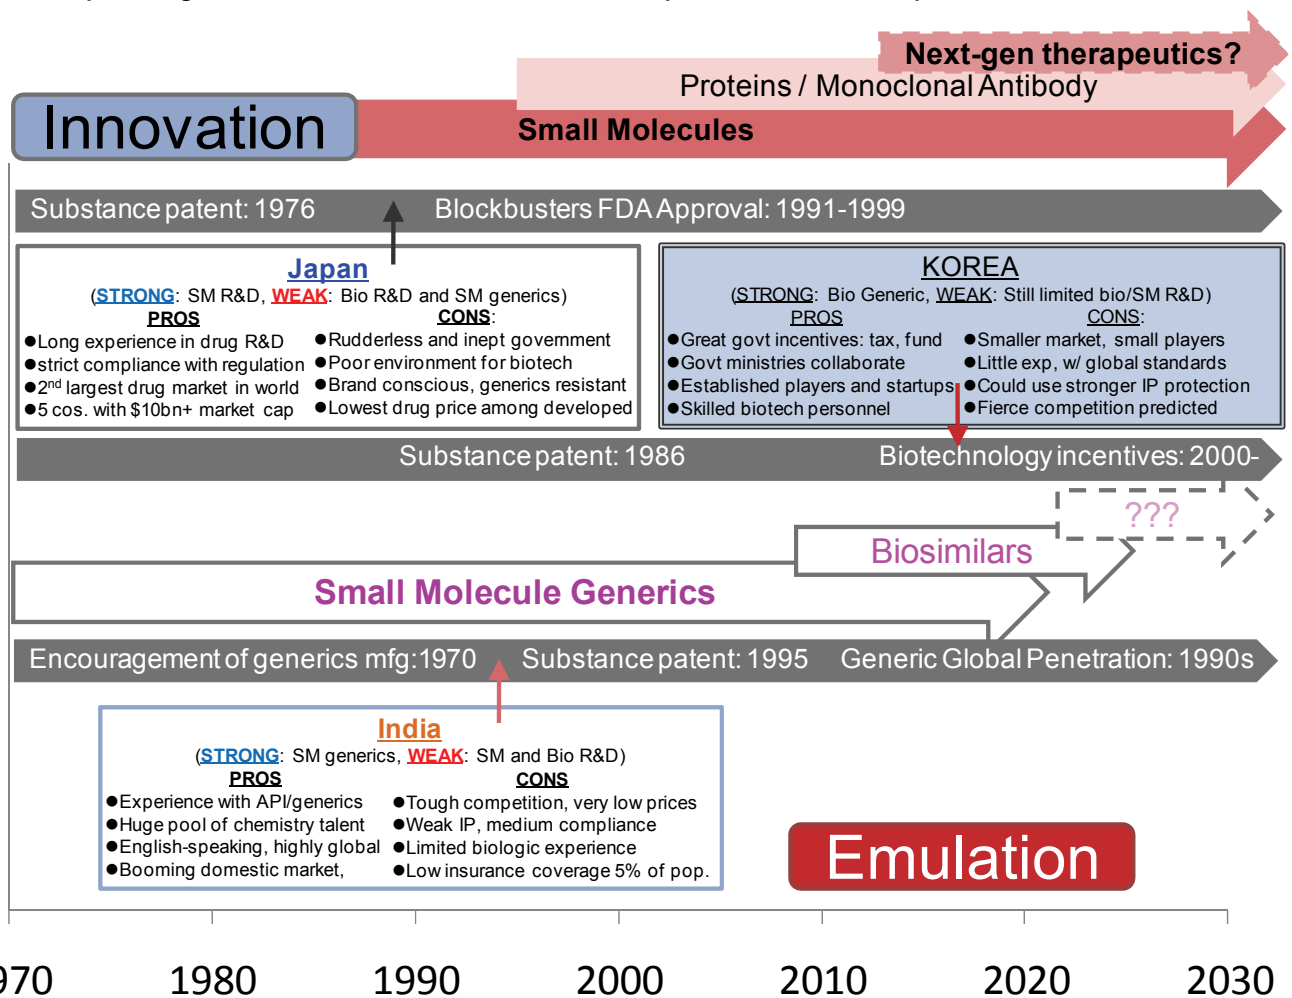 Next-gen therapeutics?
Proteins / Monoclonal Antibody
Innovation
Small Molecules
Substance patent: 1976
Blockbusters FDA Approval: 1991-1999
Japan
(STRONG: SM R&D, WEAK: Bio R&D and SM generics)
PROS
●Long experience in drug R&D
●strict compliance with regulation
●2nd largest drug market in world
●5 cos. with $10bn+ market cap
CONS:
●Rudderless and inept government
●Poor environment for biotech
●Brand conscious, generics resistant
●Lowest drug price among developed
KOREA
(STRONG: Bio Generic, WEAK: Still limited bio/SM R&D)
PROS
●Great govt incentives: tax, fund
●Govt ministries collaborate
●Established players and startups
●Skilled biotech personnel
CONS:
●Smaller market, small players
●Little exp, w/ global standards
●Could use stronger IP protection
●Fierce competition predicted
Substance patent: 1986
Biotechnology incentives: 2000-
???
Biosimilars
Small Molecule Generics
Encouragement of generics mfg:1970
Substance patent: 1995
Generic Global Penetration: 1990s
India
(STRONG: SM generics, WEAK: SM and Bio R&D)
PROS
●Experience with API/generics
●Huge pool of chemistry talent
●English-speaking, highly global
●Booming domestic market,
CONS
●Tough competition, very low prices
●Weak IP, medium compliance
●Limited biologic experience
●Low insurance coverage 5% of pop.
Emulation
970 1980 1990 2000 2010 2020 2030